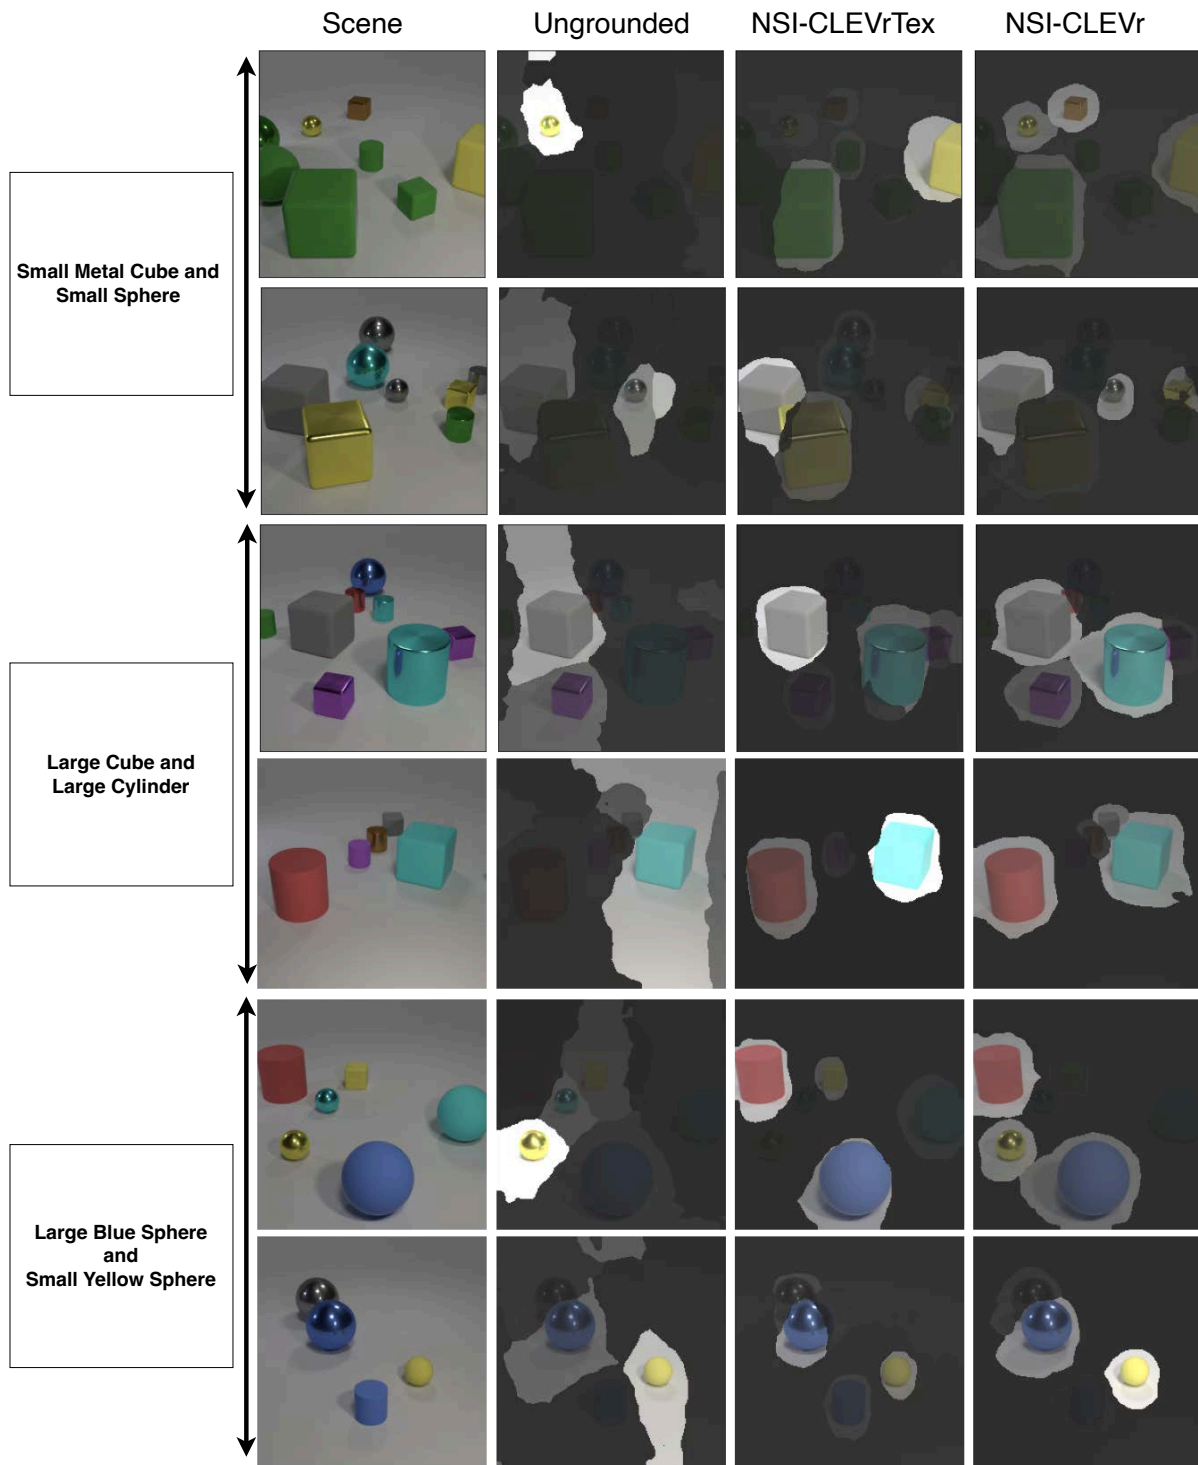 Scene Ungrounded NSI-CLEVrTex NSI-CLEVr
Small Metal Cube and
Small Sphere
Large Cube and
Large Cylinder
Large Blue Sphere
and
Small Yellow Sphere